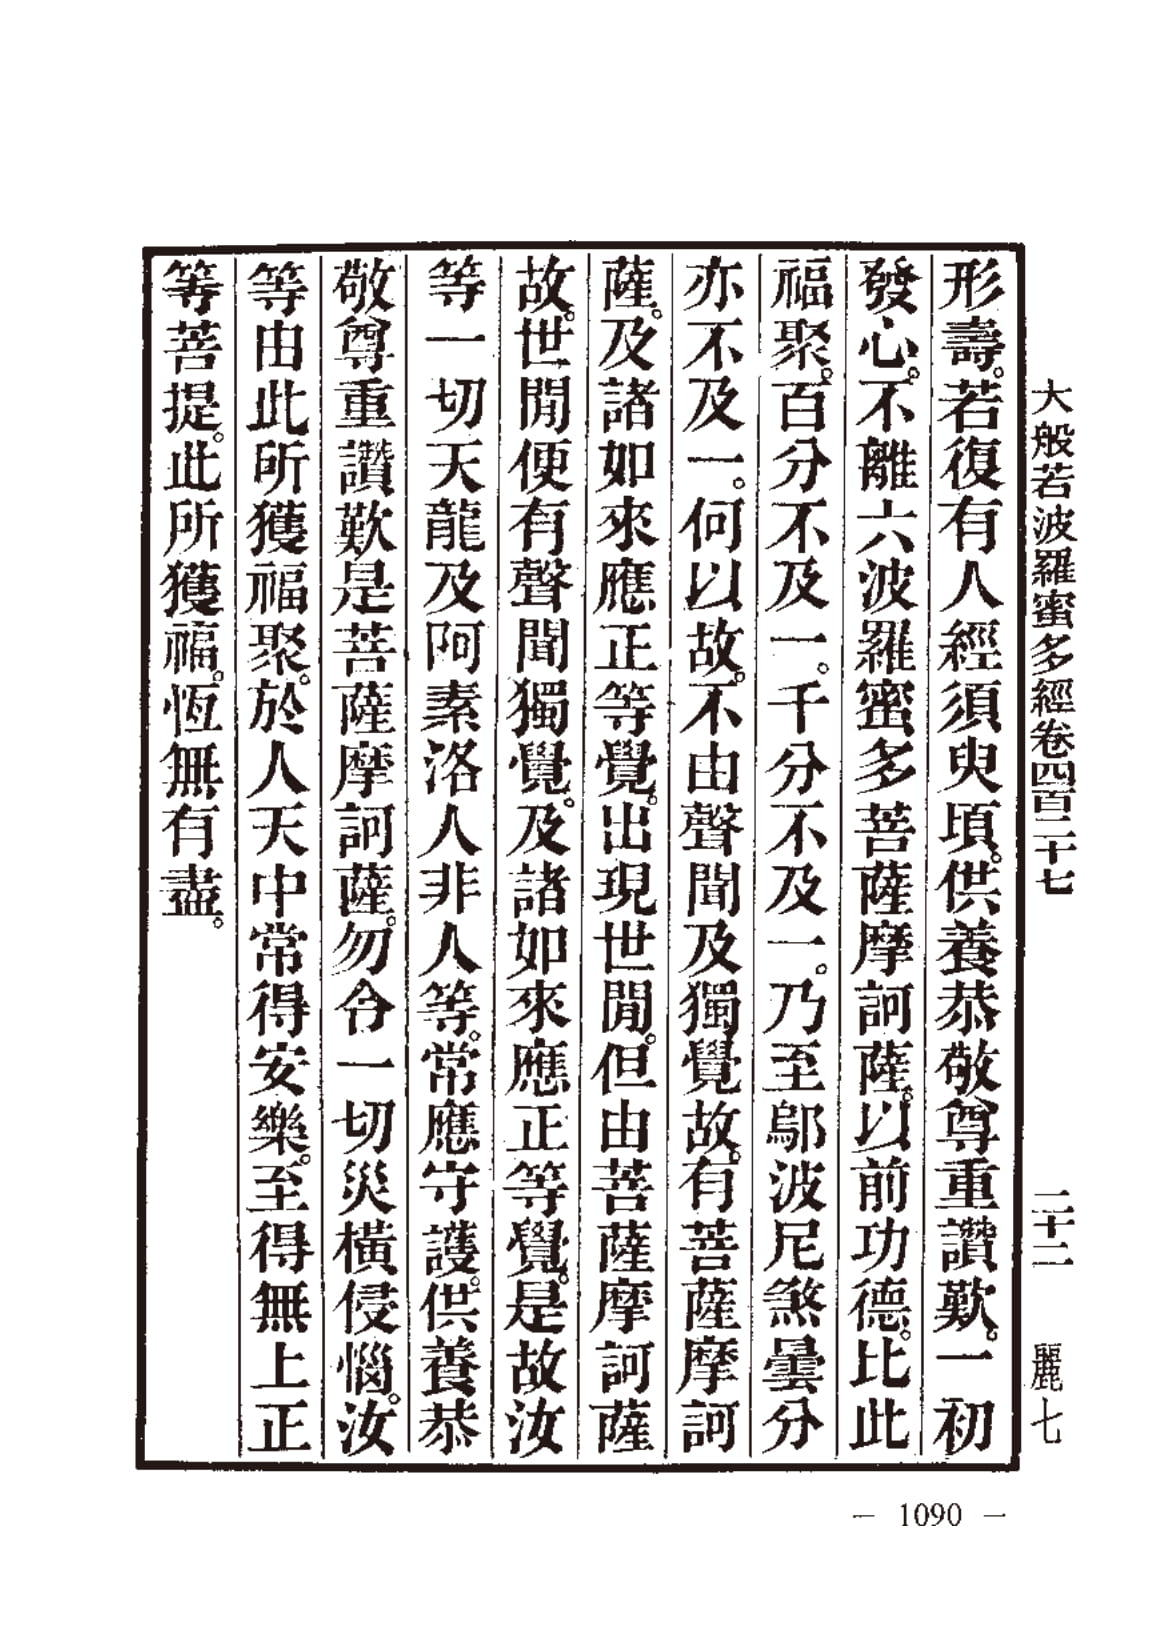 大般若波羅蜜多經卷四百二十七　二十二　麗七
形壽。若復有人經須臾頃。供養恭敬尊重讚歎。一初
發心。不離六波羅蜜多菩薩摩訶薩。以前功德。比此
福聚。百分不及一。千分不及一。乃至鄔波尼煞曇分
亦不及一。何以故。不由聲聞及獨覺故。有菩薩摩訶
薩。及諸如來應正等覺。出現世閒。但由菩薩摩訶薩
故。世閒便有聲聞獨覺。及諸如來應正等覺。是故汝
等一切天龍及阿素洛人非人等。常應守護。供養恭
敬尊重讚歎是菩薩摩訶薩。勿令一切災橫侵惱。汝
等由此所獲福聚。於人天中常得安樂。至得無上正
等菩提。此所獲福。恆無有盡。
— 1090 —